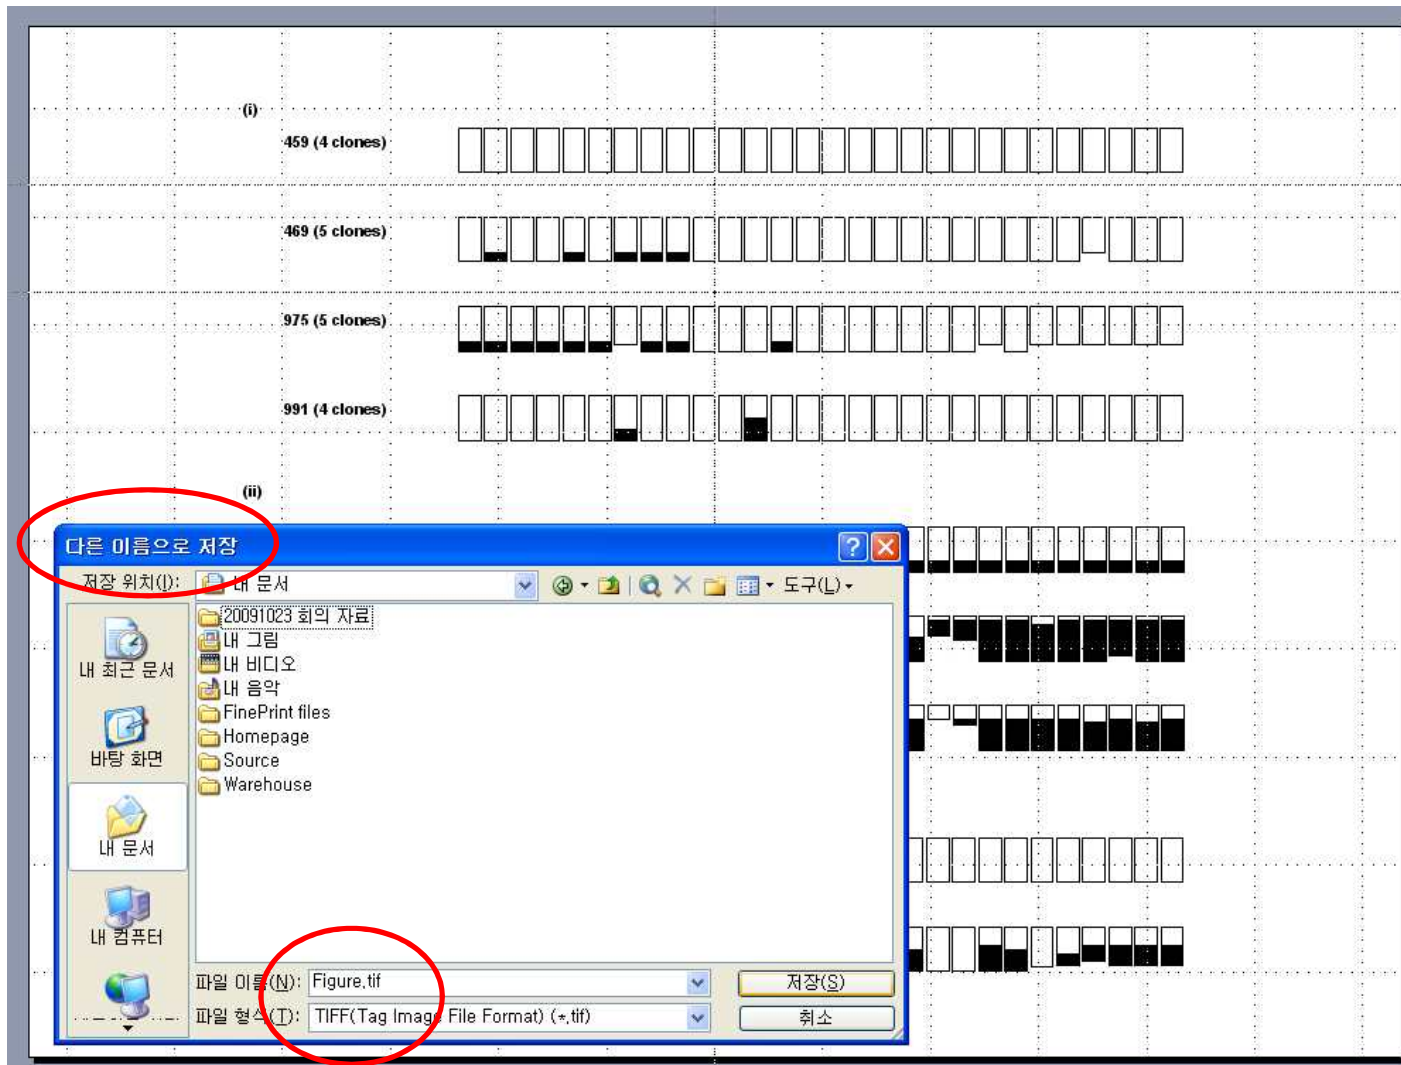 (i)
459 (4 clones)
469 (5 clones)
975 (5 clones)
991 (4 clones)
(ii)
다른 이름으로 저장
저장 위치(I):
내 문서
도구(L)
20091023 회의 자료
내 그림
내 비디오
내 음악
FinePrint files
Homepage
Source
Warehouse
내 최근 문서
바탕 화면
내 문서
내 컴퓨터
파일 이름(N):
Figure.tif
저장(S)
파일 형식(T):
TIFF(Tag Image File Format) (*.tif)
취소